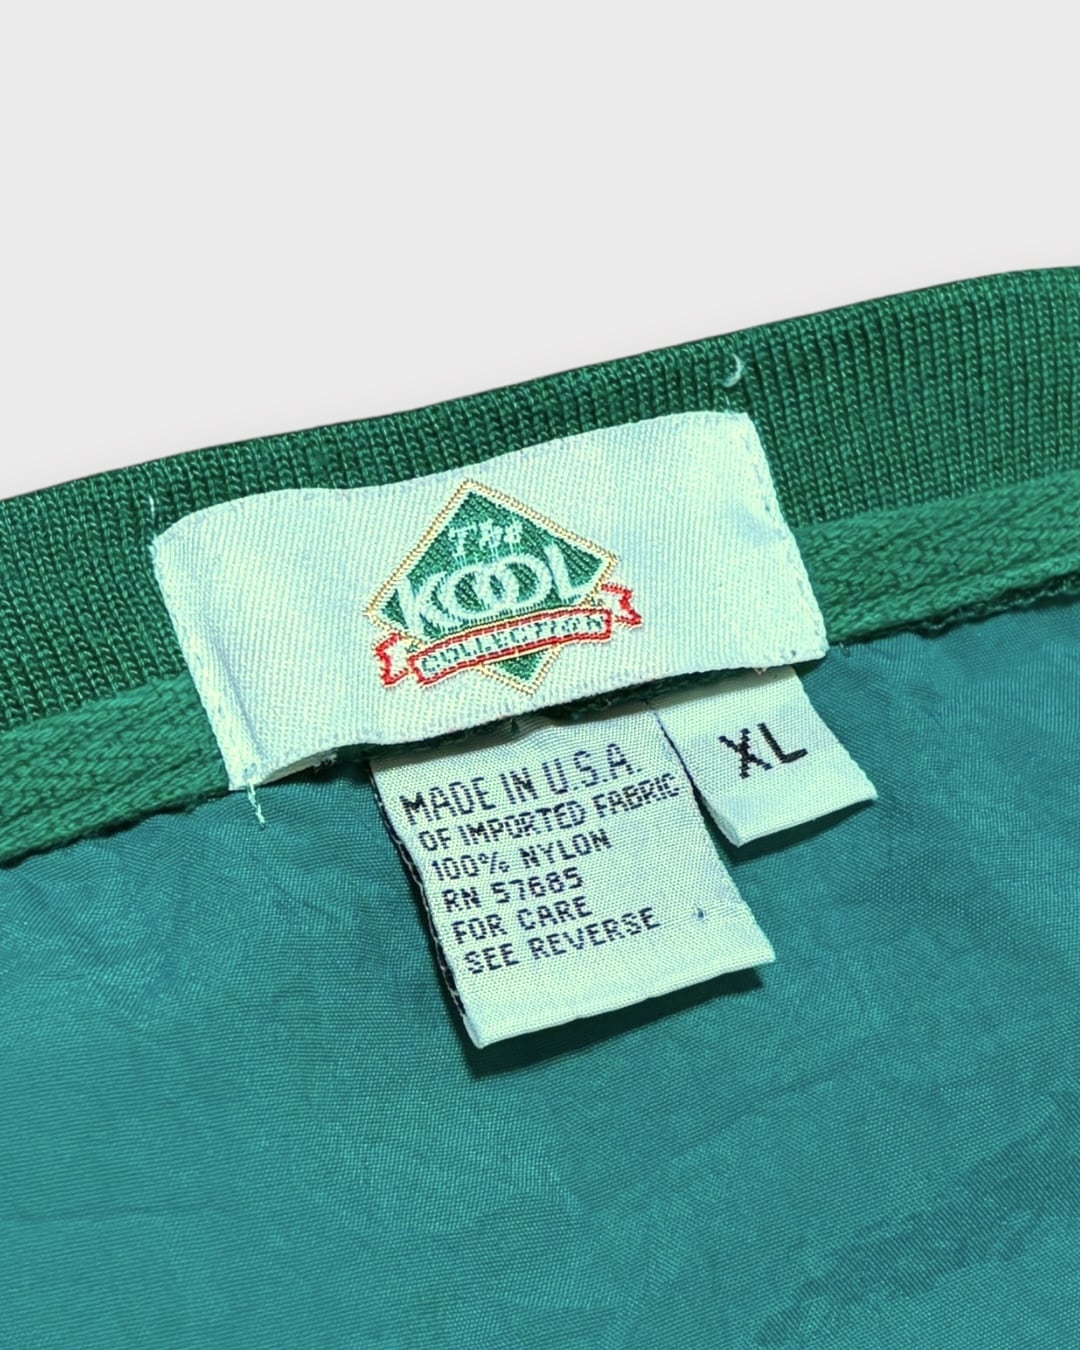 The
KOOL
COLLECTION
XL
MADE IN U.S.A.
OF IMPORTED FABRIC
100% NYLON
RN 57685
FOR CARE
SEE REVERSE